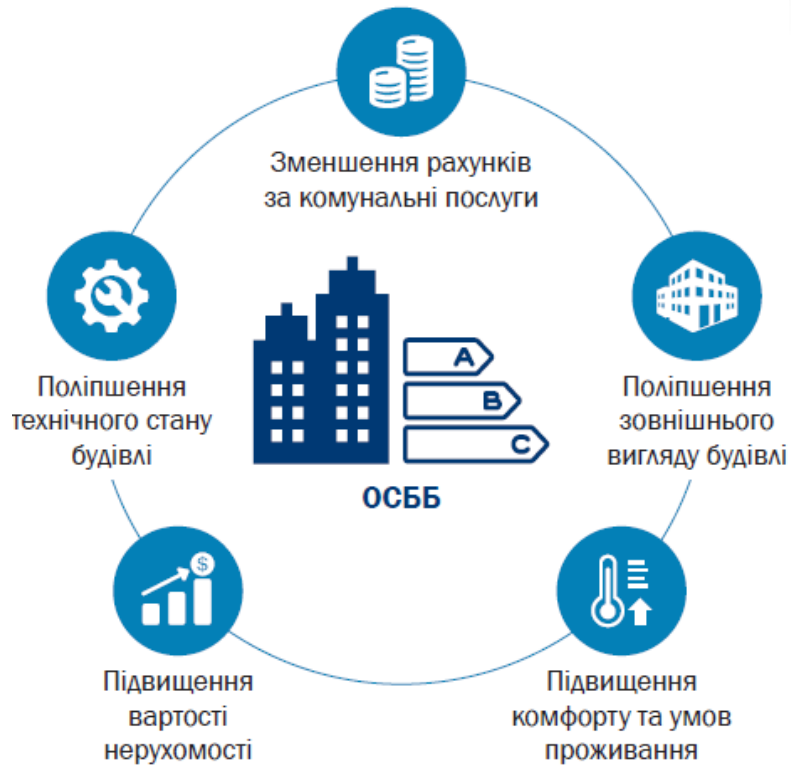 Зменшення рахунків
за комунальні послуги
Поліпшення
технічного стану
будівлі
A
B
C
ОСББ
Поліпшення
зовнішнього
вигляду будівлі
$
Підвищення
вартості
нерухомості
Підвищення
комфорту та умов
проживання